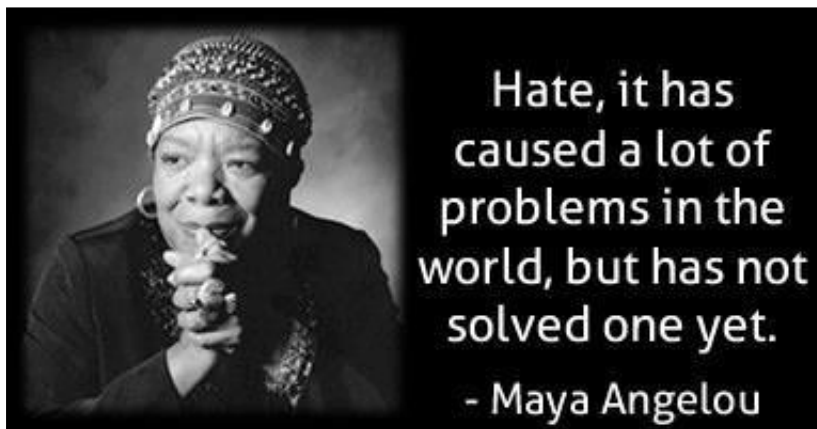 Hate, it has
caused a lot of
problems in the
world, but has not
solved one yet.
- Maya Angelou